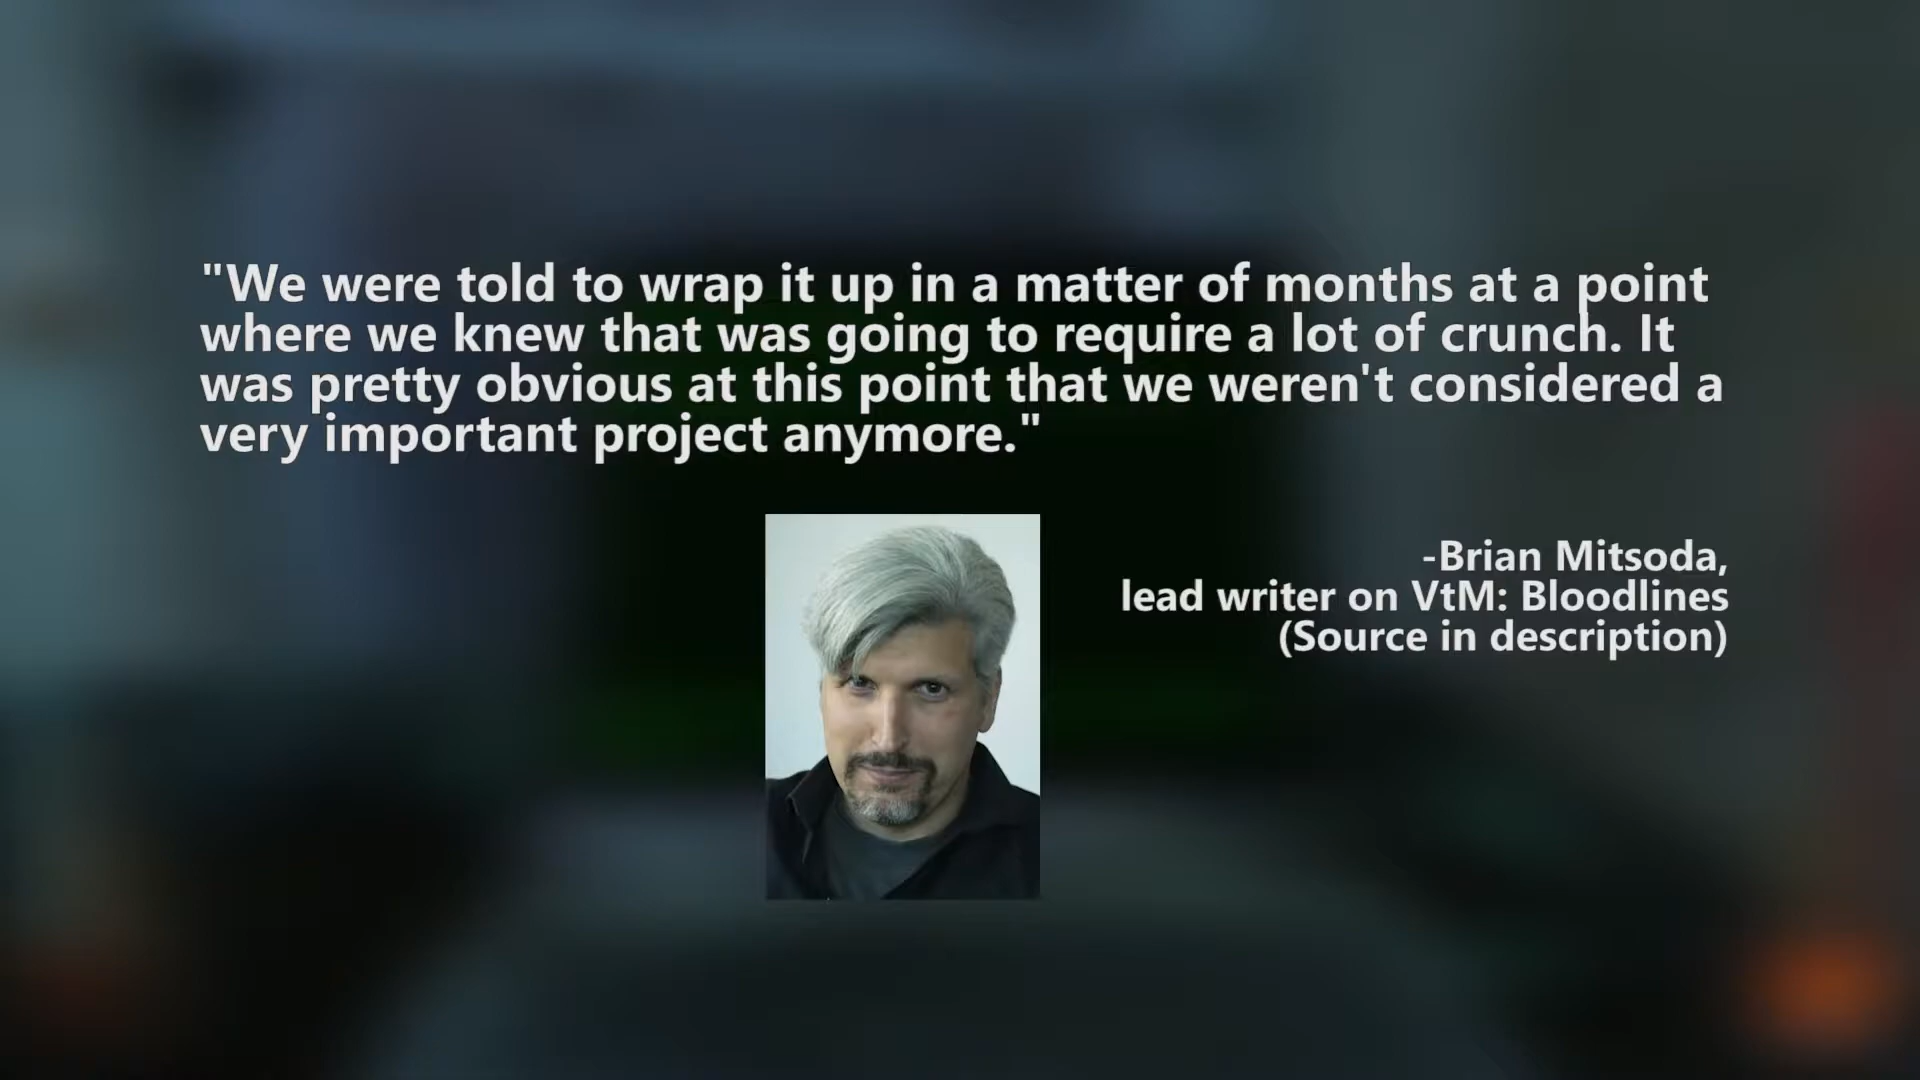 "We were told to wrap it up in a matter of months at a point
where we knew that was going to require a lot of crunch. It
was pretty obvious at this point that we weren't considered a
very important project anymore."
-Brian Mitsoda,
lead writer on VtM: Bloodlines
(Source in description)